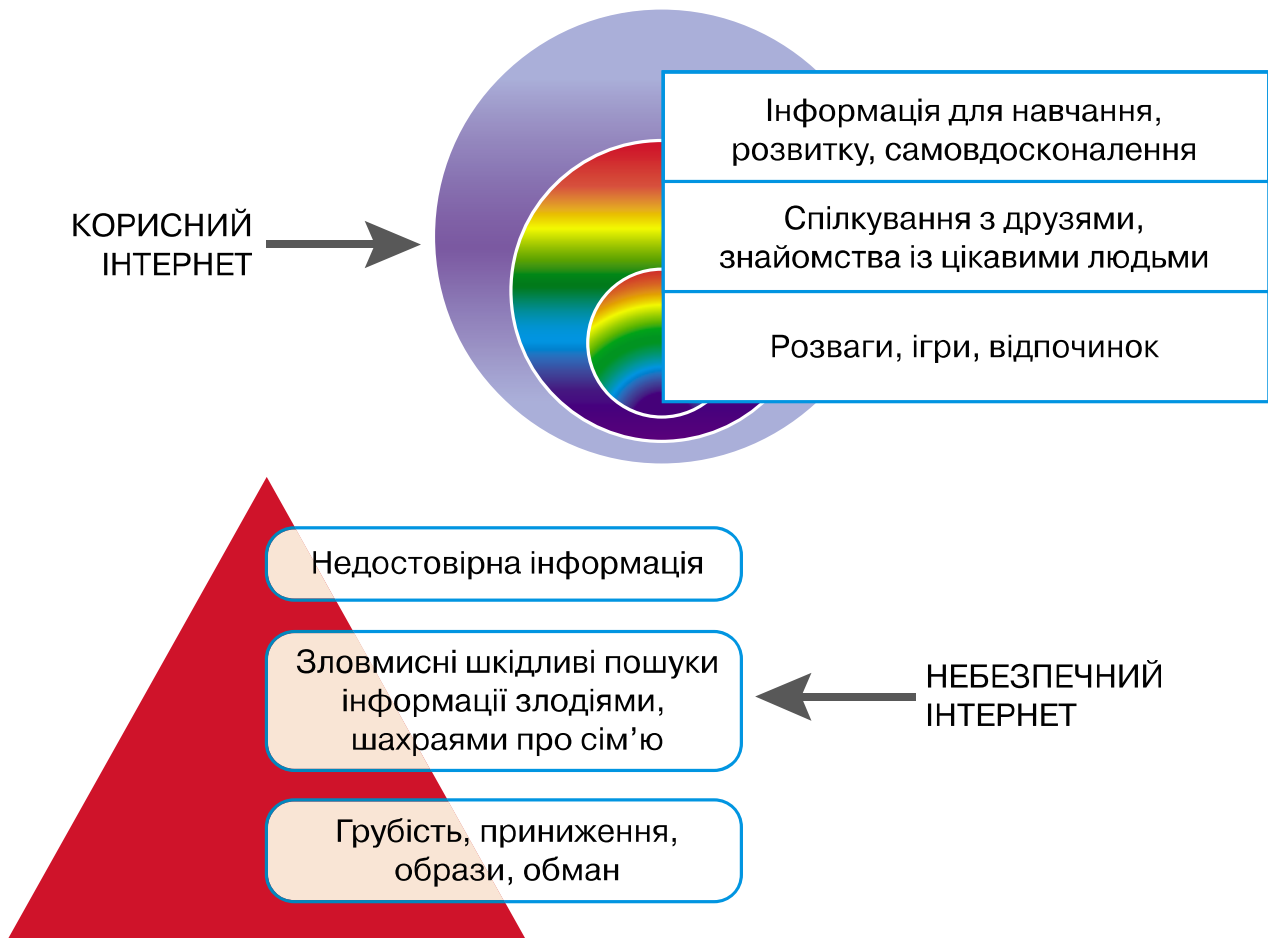 Інформація для навчання,
розвитку, самовдосконалення
КОРИСНИЙ
ІНТЕРНЕТ
Спілкування з друзями,
знайомства із цікавими людьми
Розваги, ігри, відпочинок
Недостовірна інформація
Зловмисні шкідливі пошуки
інформації злодіями,
шахраями про сім’ю
НЕБЕЗПЕЧНИЙ
ІНТЕРНЕТ
Грубість, приниження,
образи, обман